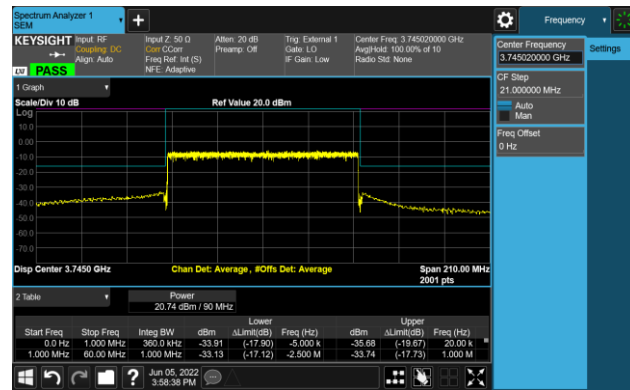 Spectrum Analyzer 1
SEM
Frequency
KEYSIGHT
Input: RF
Coupling: DC
Align: Auto
Input Z: 50 Ω
Corr CCorr
Freq Ref: Int (S)
NFE: Adaptive
Atten: 20 dB
Preamp: Off
Trig: External 1
Gate: LO
IF Gain: Low
Center Freq: 3.745020000 GHz
Avg|Hold: 100.00% of 10
Radio Std: None
LXI PASS
Center Frequency
3.745020000 GHz
Settings
CF Step
21.000000 MHz
Auto
Man
Freq Offset
0 Hz
1 Graph
Scale/Div 10 dB
Ref Value 20.0 dBm
Log
10.0
0.00
-10.0
-20.0
-30.0
-40.0
-50.0
-60.0
-70.0
Disp Center 3.7450 GHz
Chan Det: Average , #Offs Det: Average
Span 210.00 MHz
2001 pts
2 Table
Power
20.74 dBm / 90 MHz
Lower Upper
Start Freq Stop Freq Integ BW dBm ΔLimit(dB) Freq (Hz) dBm ΔLimit(dB) Freq (Hz)
0.0 Hz 1.000 MHz 360.0 kHz -33.91 (-17.90) -5.000 k -35.68 (-19.67) 20.00 k
1.000 MHz 60.00 MHz 1.000 MHz -33.13 (-17.12) -2.500 M -33.74 (-17.73) 1.000 M
?
Jun 05, 2022
3:58:38 PM